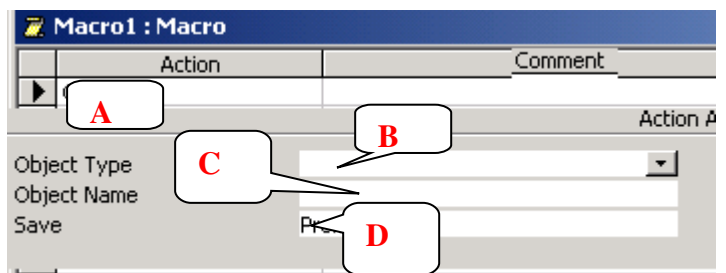 Macro1 : Macro
Action Comment
A
B
Action A
Object Type
C
Object Name
Save
D